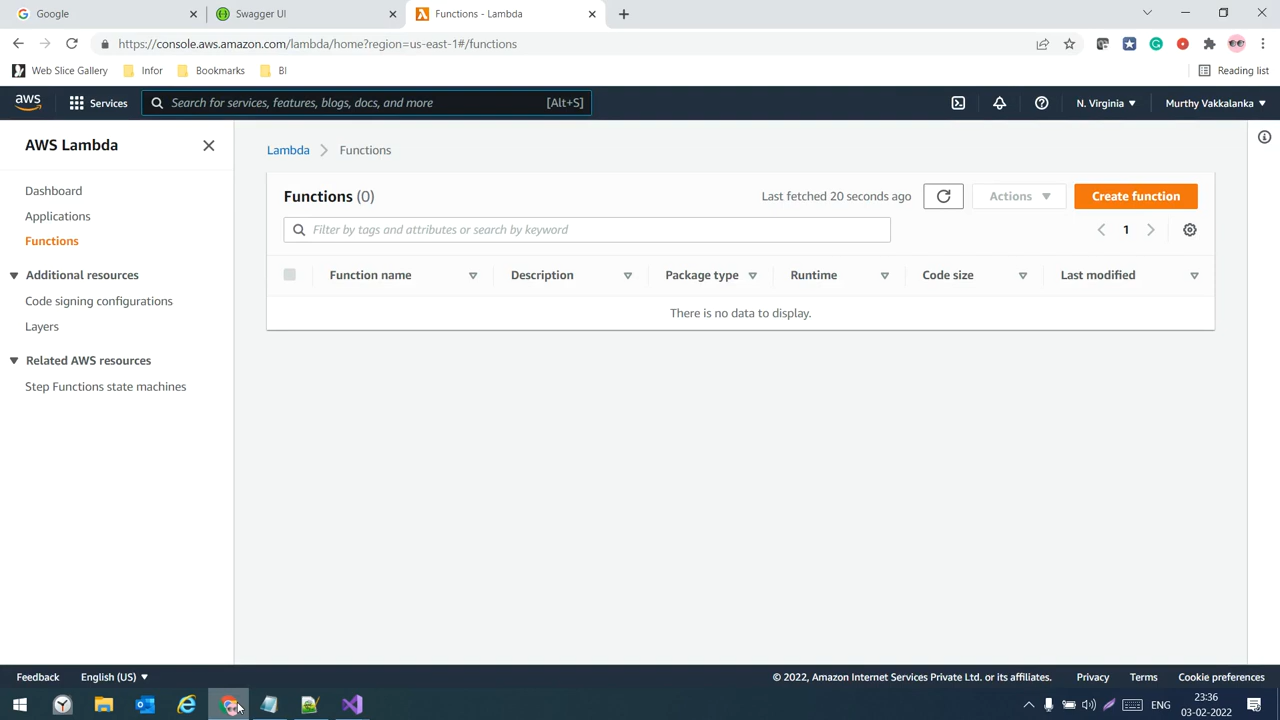 Google
Swagger UI
Functions - Lambda
https://console.aws.amazon.com/lambda/home?region=us-east-1#/functions
Web Slice Gallery
Infor
Bookmarks
BI
Reading list
aws
Services
Search for services, features, blogs, docs, and more
[Alt+S]
N. Virginia
Murthy Vakkalanka
AWS Lambda
Dashboard
Applications
Functions
Additional resources
Code signing configurations
Layers
Related AWS resources
Step Functions state machines
Lambda
Functions
Functions (0)
Last fetched 20 seconds ago
Actions
Create function
Filter by tags and attributes or search by keyword
1
Function name
Description
Package type
Runtime
Code size
Last modified
There is no data to display.
Feedback
English (US)
© 2022, Amazon Internet Services Private Ltd. or its affiliates.
Privacy
Terms
Cookie preferences
ENG
23:36
03-02-2022